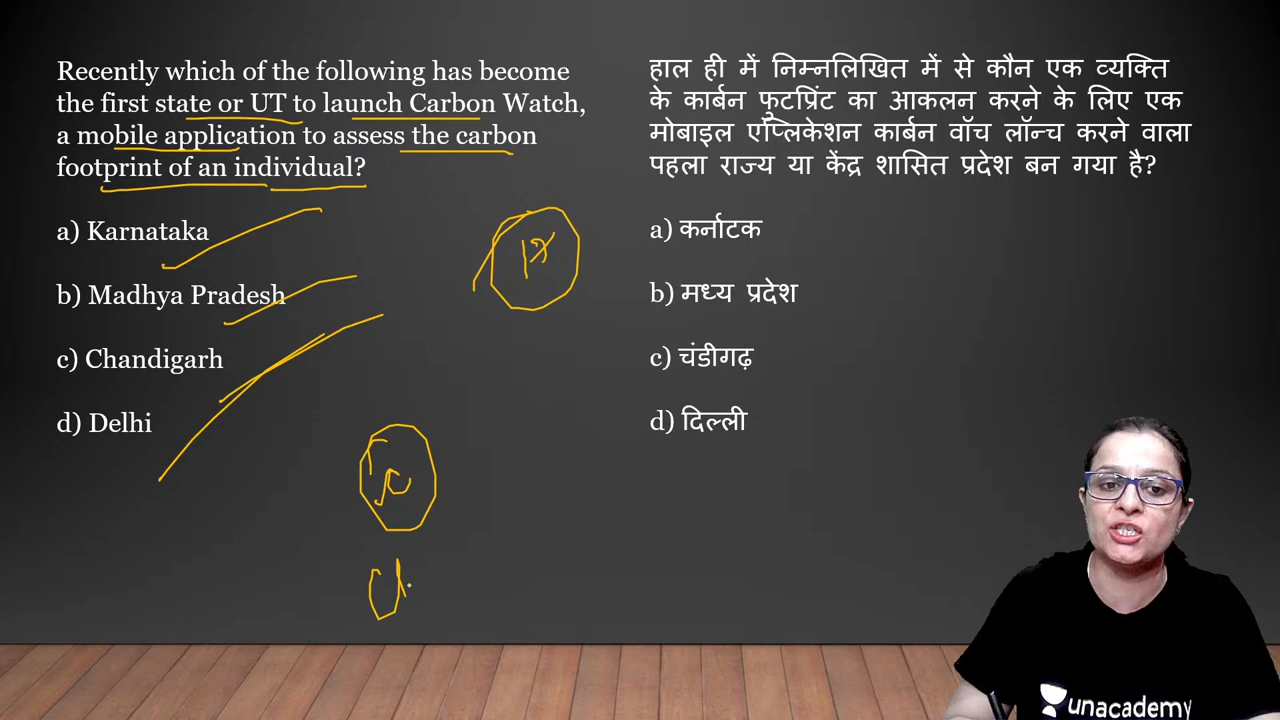 Recently which of the following has become
the first state or UT to launch Carbon Watch,
a mobile application to assess the carbon
footprint of an individual?
a) Karnataka
b) Madhya Pradesh
c) Chandigarh
d) Delhi
हाल ही में निम्नलिखित में से कौन एक व्यक्ति
के कार्बन फुटप्रिंट का आकलन करने के लिए एक
मोबाइल एप्लिकेशन कार्बन वॉच लॉन्च करने वाला
पहला राज्य या केंद्र शासित प्रदेश बन गया है?
a) कर्नाटक
b) मध्य प्रदेश
c) चंडीगढ़
d) दिल्ली
unacademy